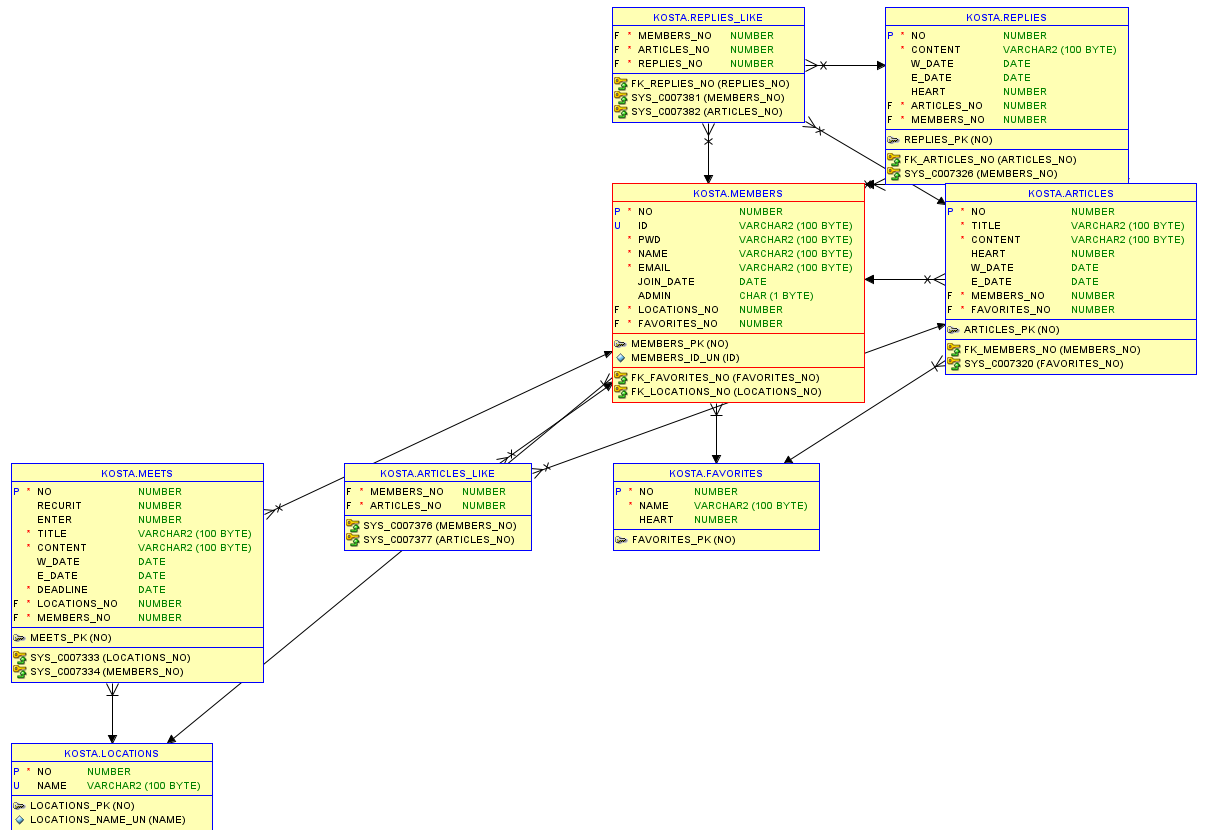 KOSTA.REPLIES_LIKE
F * MEMBERS_NO NUMBER
F * ARTICLES_NO NUMBER
F * REPLIES_NO NUMBER
FK_REPLIES_NO (REPLIES_NO)
SYS_C007381 (MEMBERS_NO)
SYS_C007382 (ARTICLES_NO)
KOSTA.REPLIES
P * NO NUMBER
* CONTENT VARCHAR2 (100 BYTE)
W_DATE DATE
E_DATE DATE
HEART NUMBER
F * ARTICLES_NO NUMBER
F * MEMBERS_NO NUMBER
REPLIES_PK (NO)
FK_ARTICLES_NO (ARTICLES_NO)
SYS_C007326 (MEMBERS_NO)
KOSTA.MEMBERS
P * NO NUMBER
U ID VARCHAR2 (100 BYTE)
* PWD VARCHAR2 (100 BYTE)
* NAME VARCHAR2 (100 BYTE)
* EMAIL VARCHAR2 (100 BYTE)
JOIN_DATE DATE
ADMIN CHAR (1 BYTE)
F * LOCATIONS_NO NUMBER
F * FAVORITES_NO NUMBER
MEMBERS_PK (NO)
MEMBERS_ID_UN (ID)
FK_FAVORITES_NO (FAVORITES_NO)
FK_LOCATIONS_NO (LOCATIONS_NO)
KOSTA.ARTICLES
P * NO NUMBER
* TITLE VARCHAR2 (100 BYTE)
* CONTENT VARCHAR2 (100 BYTE)
HEART NUMBER
W_DATE DATE
E_DATE DATE
F * MEMBERS_NO NUMBER
F * FAVORITES_NO NUMBER
ARTICLES_PK (NO)
FK_MEMBERS_NO (MEMBERS_NO)
SYS_C007320 (FAVORITES_NO)
KOSTA.MEETS
P * NO NUMBER
RECURIT NUMBER
ENTER NUMBER
* TITLE VARCHAR2 (100 BYTE)
* CONTENT VARCHAR2 (100 BYTE)
W_DATE DATE
E_DATE DATE
* DEADLINE DATE
F * LOCATIONS_NO NUMBER
F * MEMBERS_NO NUMBER
MEETS_PK (NO)
SYS_C007333 (LOCATIONS_NO)
SYS_C007334 (MEMBERS_NO)
KOSTA.ARTICLES_LIKE
F * MEMBERS_NO NUMBER
F * ARTICLES_NO NUMBER
SYS_C007376 (MEMBERS_NO)
SYS_C007377 (ARTICLES_NO)
KOSTA.FAVORITES
P * NO NUMBER
* NAME VARCHAR2 (100 BYTE)
HEART NUMBER
FAVORITES_PK (NO)
KOSTA.LOCATIONS
P * NO NUMBER
U NAME VARCHAR2 (100 BYTE)
LOCATIONS_PK (NO)
LOCATIONS_NAME_UN (NAME)